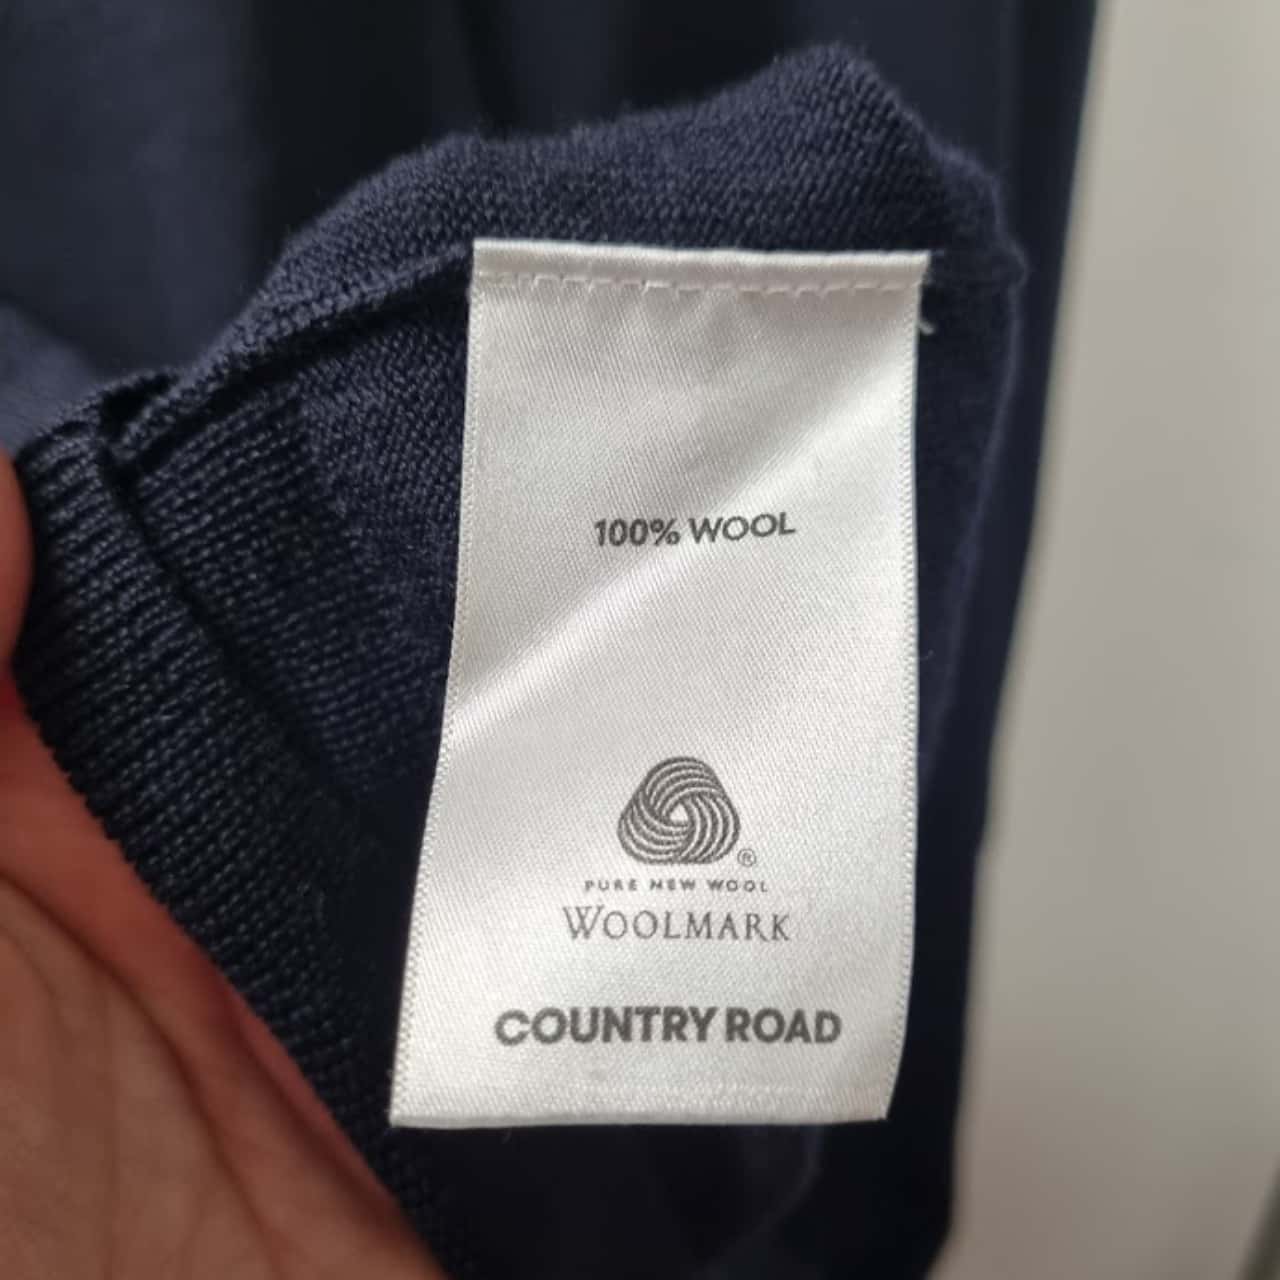 100% WOOL
®
PURE NEW WOOL
WOOLMARK
COUNTRY ROAD